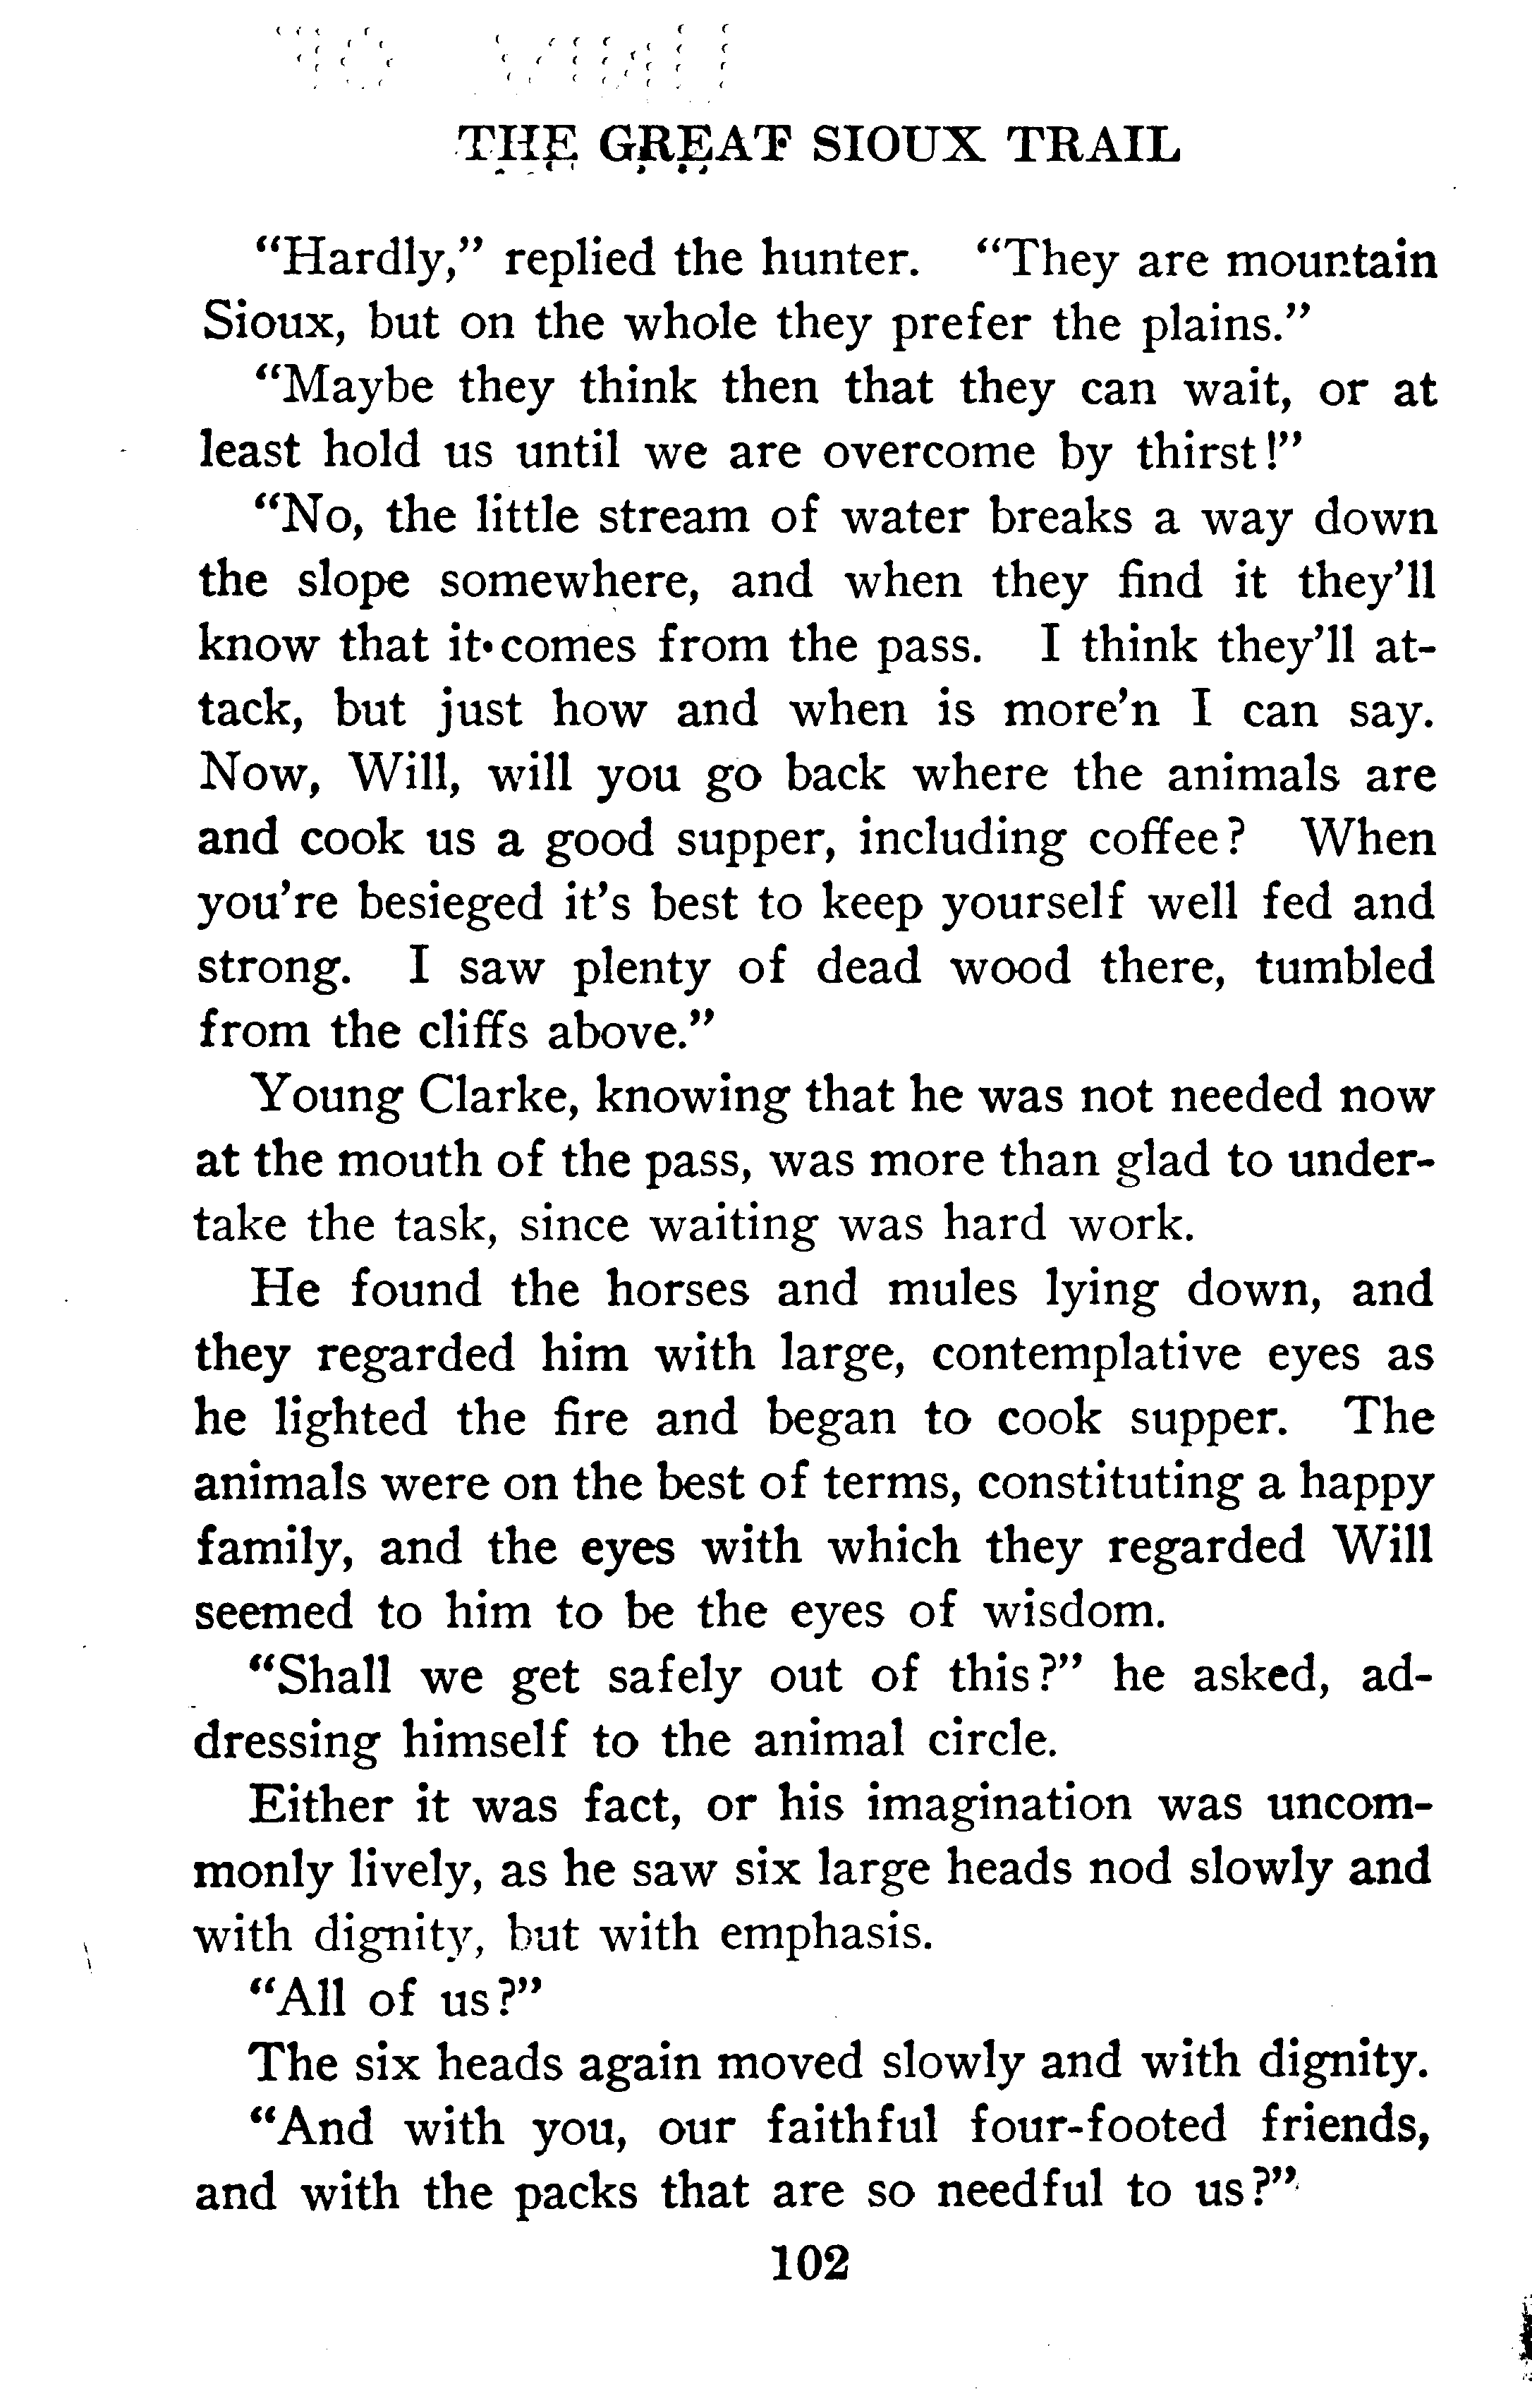 THE GREAT SIOUX TRAIL
"Hardly," replied the hunter. "They are mountain
Sioux, but on the whole they prefer the plains."
"Maybe they think then that they can wait, or at
least hold us until we are overcome by thirst!"
"No, the little stream of water breaks a way down
the slope somewhere, and when they find it they'll
know that it comes from the pass. I think they'll at-
tack, but just how and when is more'n I can say.
Now, Will, will you go back where the animals are
and cook us a good supper, including coffee? When
you're besieged it's best to keep yourself well fed and
strong. I saw plenty of dead wood there, tumbled
from the cliffs above."
Young Clarke, knowing that he was not needed now
at the mouth of the pass, was more than glad to under-
take the task, since waiting was hard work.
He found the horses and mules lying down, and
they regarded him with large, contemplative eyes as
he lighted the fire and began to cook supper. The
animals were on the best of terms, constituting a happy
family, and the eyes with which they regarded Will
seemed to him to be the eyes of wisdom.
"Shall we get safely out of this?" he asked, ad-
dressing himself to the animal circle.
Either it was fact, or his imagination was uncom-
monly lively, as he saw six large heads nod slowly and
with dignity, but with emphasis.
"All of us?"
The six heads again moved slowly and with dignity.
"And with you, our faithful four-footed friends,
and with the packs that are so needful to us?"
102